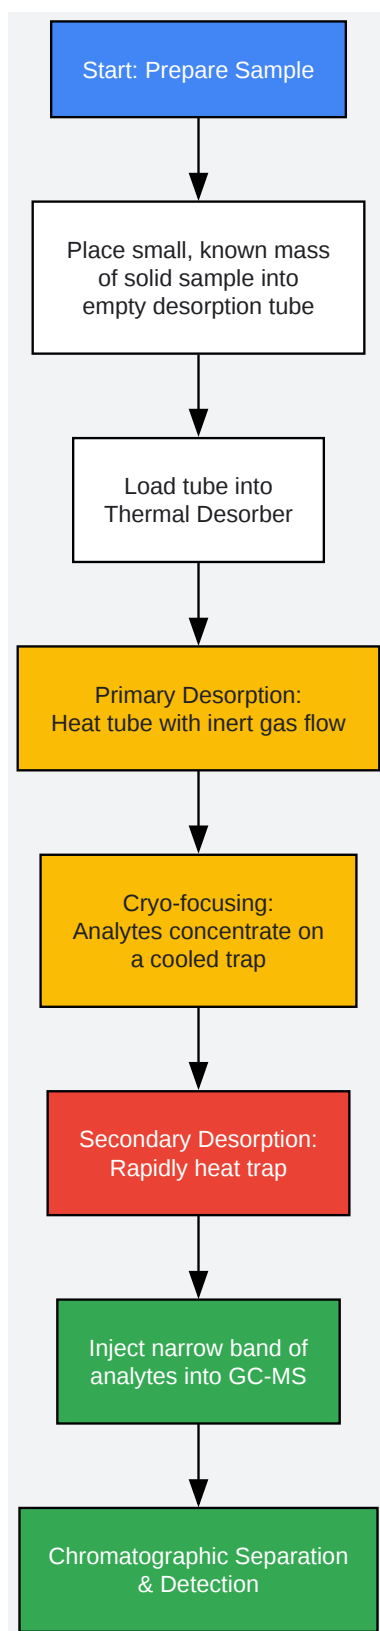 Start: Prepare Sample
Place small, known mass
of solid sample into
empty desorption tube
Load tube into
Thermal Desorber
Primary Desorption:
Heat tube with inert gas flow
Cryo-focusing:
Analytes concentrate on
a cooled trap
Secondary Desorption:
Rapidly heat trap
Inject narrow band of
analytes into GC-MS
Chromatographic Separation
& Detection